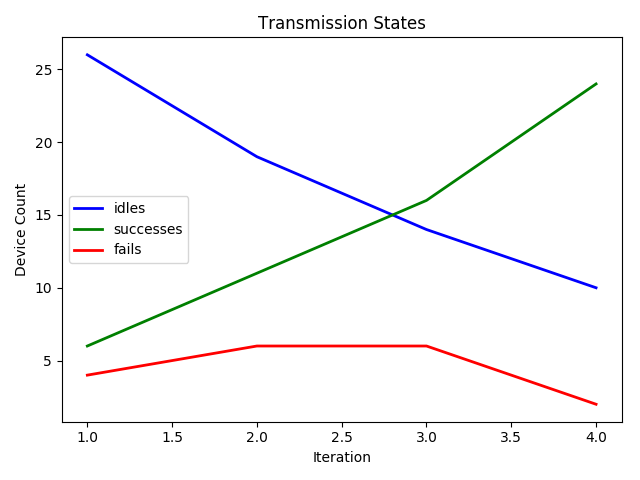 Transmission States
Device Count
25
20
15
10
5
idles
successes
fails
1.0 1.5 2.0 2.5 3.0 3.5 4.0
Iteration